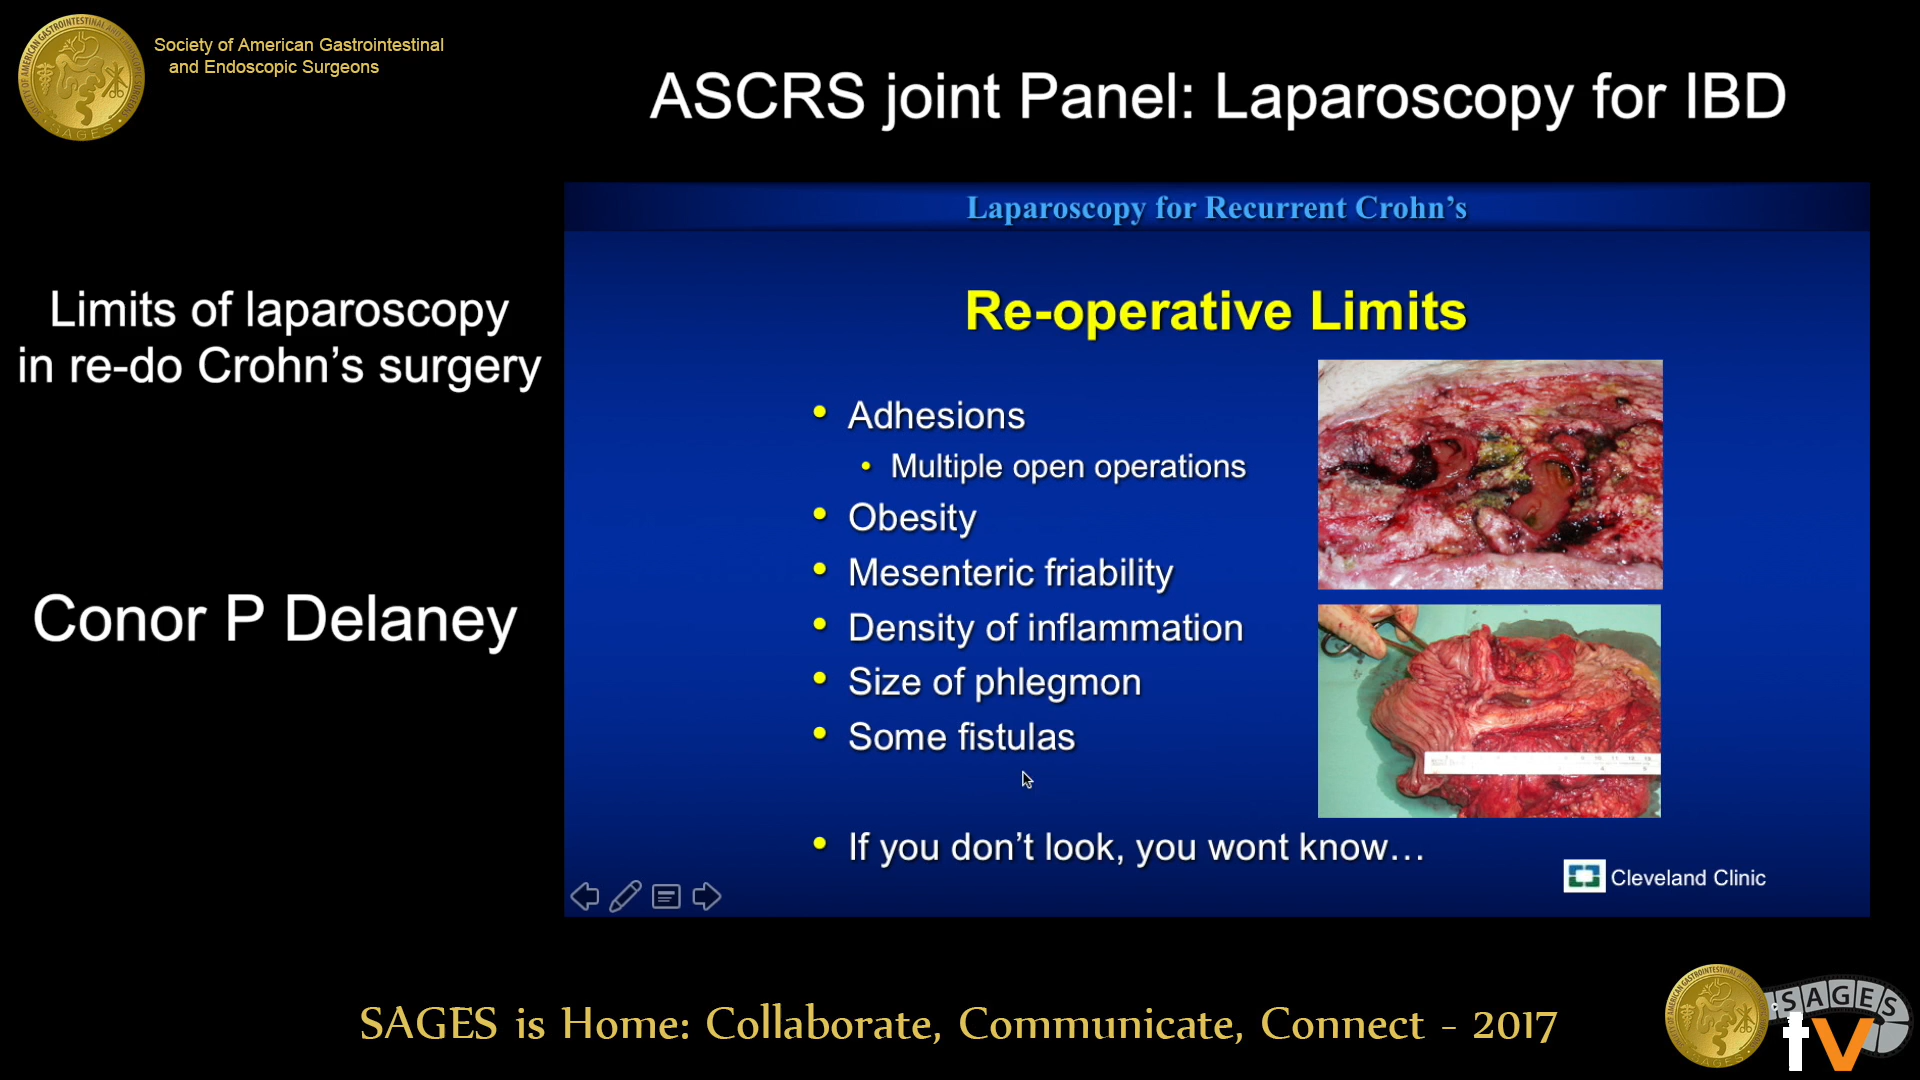 Society of American Gastrointestinal
and Endoscopic Surgeons
ASCRS joint Panel: Laparoscopy for IBD
Limits of laparoscopy
in re-do Crohn's surgery
Conor P Delaney
Laparoscopy for Recurrent Crohn's
Re-operative Limits
• Adhesions
• Multiple open operations
• Obesity
• Mesenteric friability
• Density of inflammation
• Size of phlegmon
• Some fistulas
• If you don't look, you wont know…
Cleveland Clinic
SAGES is Home: Collaborate, Communicate, Connect - 2017
SAGES
tv